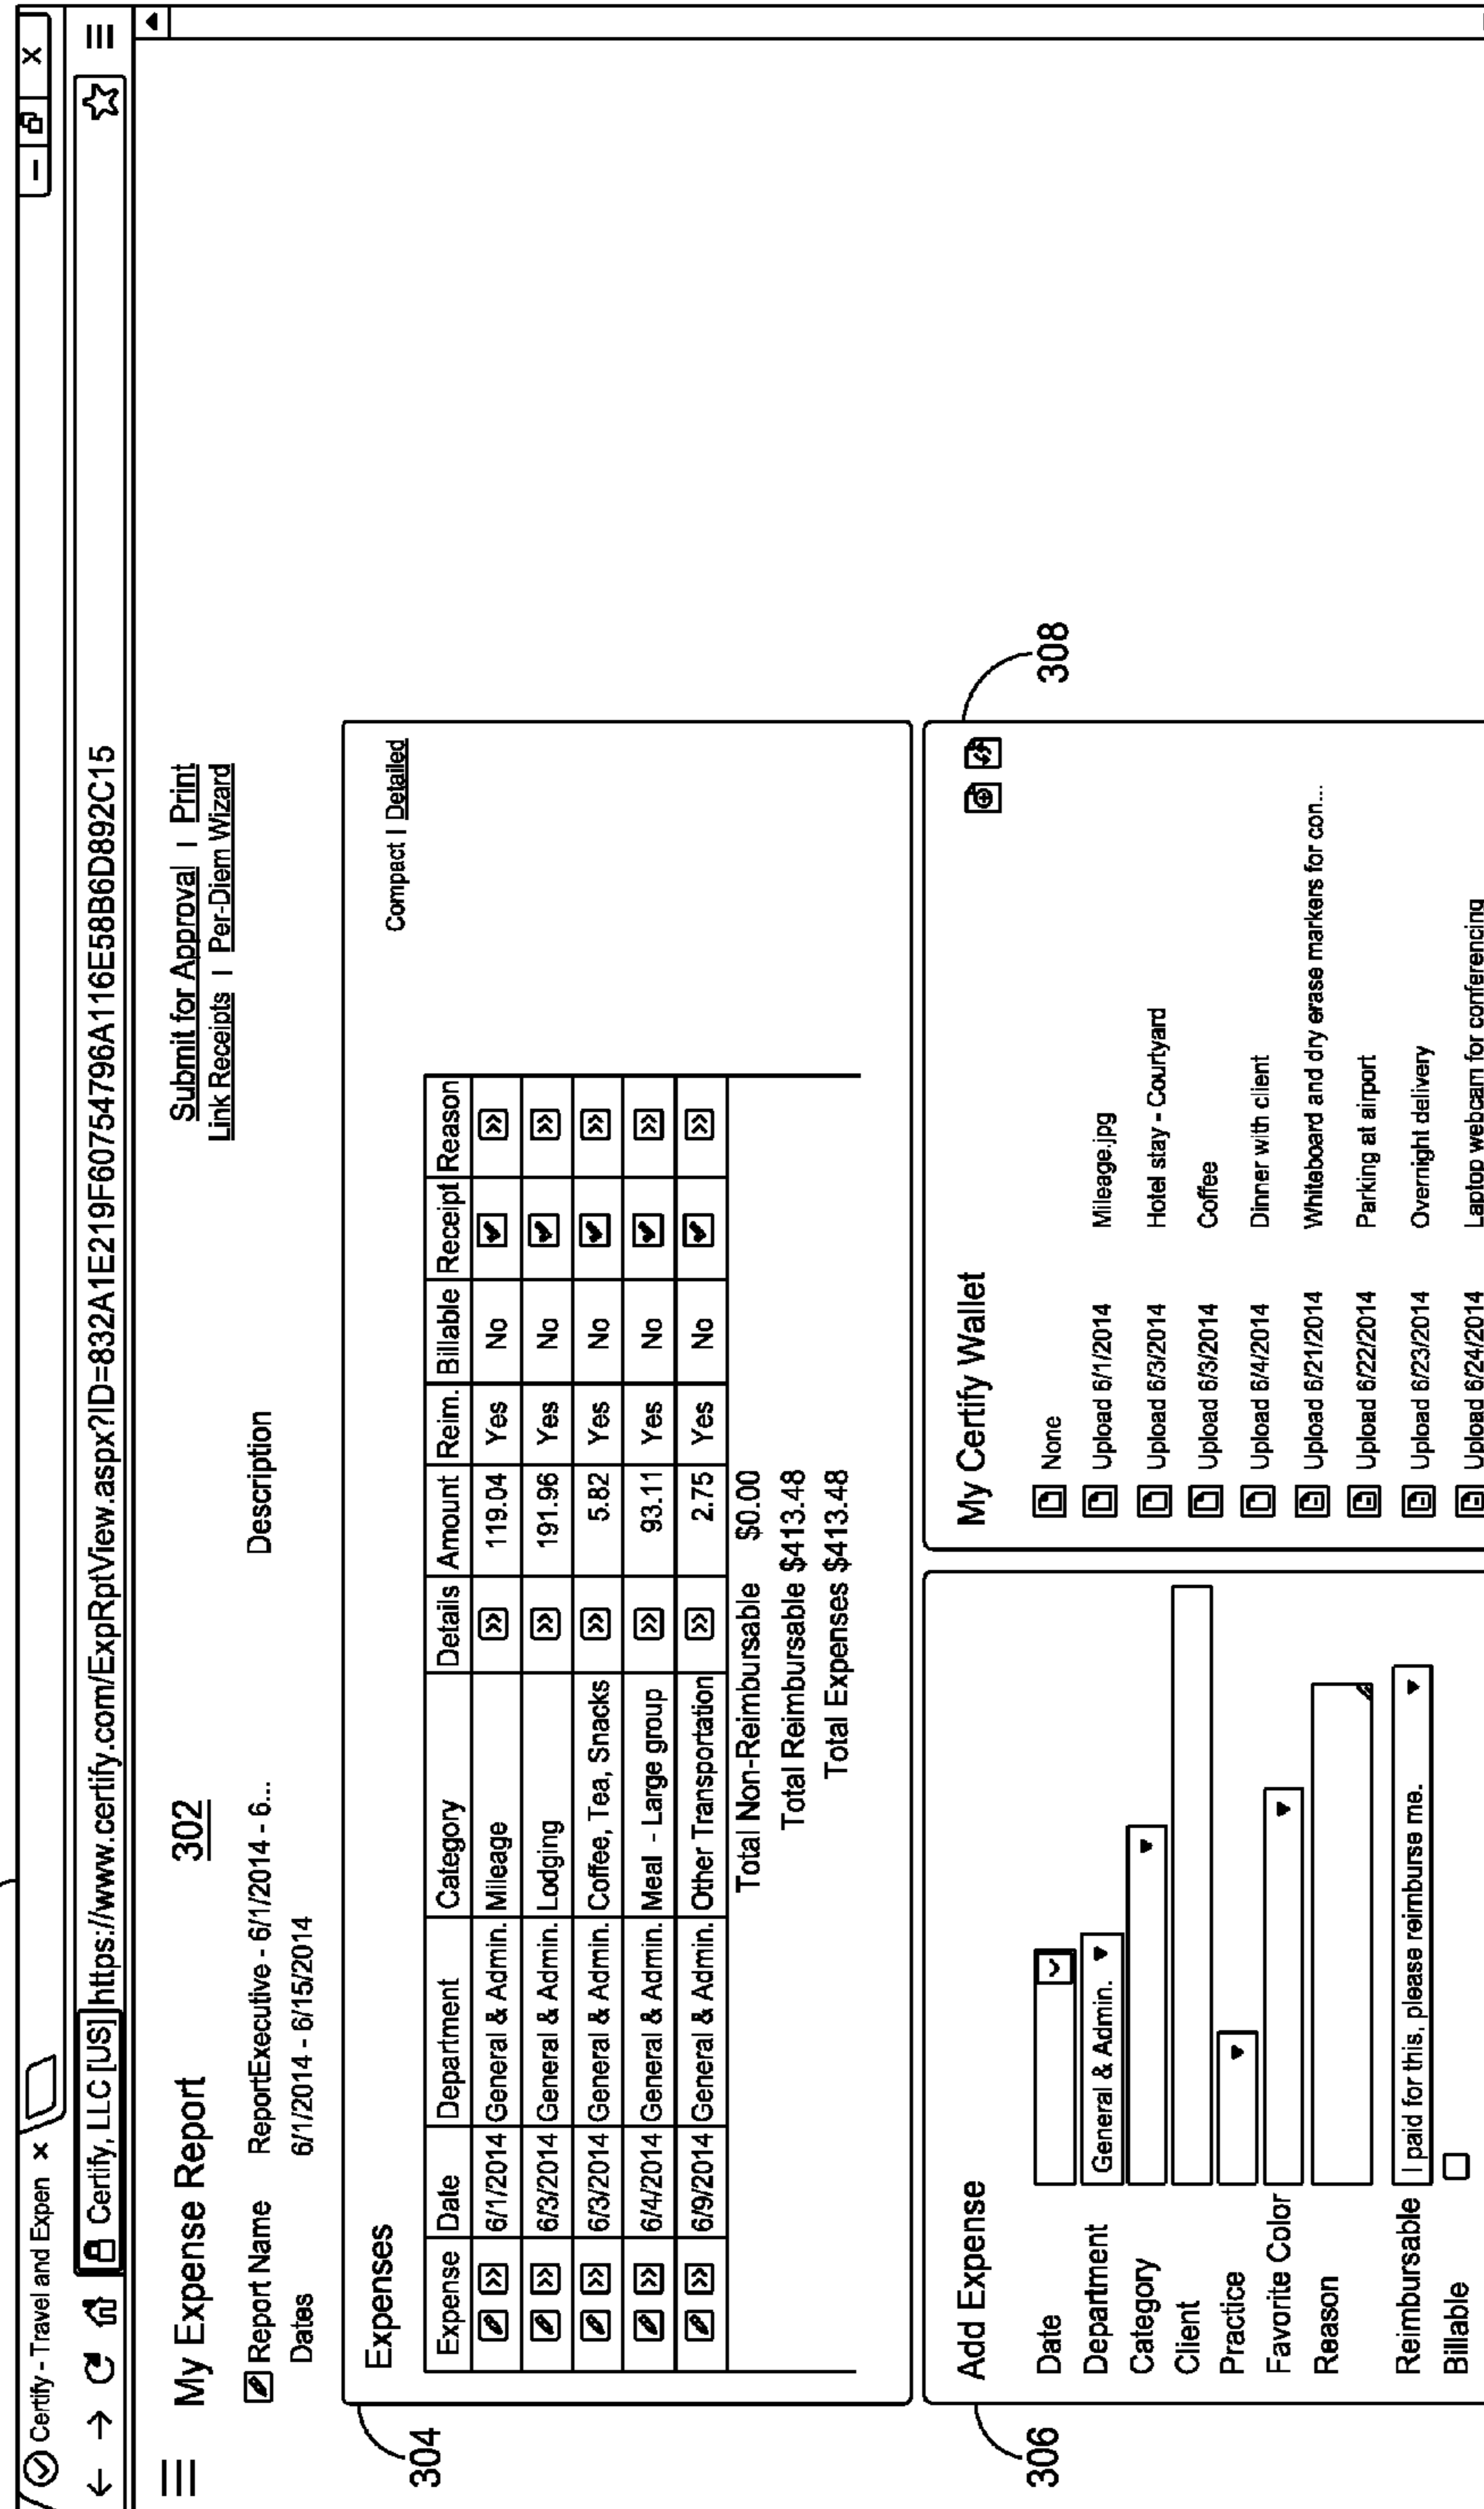 Certify - Travel and Expen x
Certify, LLC [US] https://www.certify.com/ExpRptView.aspx?ID=832A1E219F60754796A116E58B6D892C15
My Expense Report 302 Submit for Approval | Print
Link Receipts | Per-Diem Wizard
Report Name ReportExecutive - 6/1/2014 - 6... Description
Dates 6/1/2014 - 6/15/2014
304
Expenses Compact | Detailed
Expense Date Department Category Details Amount Reim. Billable Receipt Reason
6/1/2014 General & Admin. Mileage 119.04 Yes No
6/3/2014 General & Admin. Lodging 191.96 Yes No
6/3/2014 General & Admin. Coffee, Tea, Snacks 5.82 Yes No
6/4/2014 General & Admin. Meal - Large group 93.11 Yes No
6/9/2014 General & Admin. Other Transportation 2.75 Yes No
Total Non-Reimbursable $0.00
Total Reimbursable $413.48
Total Expenses $413.48
306
Add Expense
Date
Department General & Admin.
Category
Client
Practice
Favorite Color
Reason
Reimbursable I paid for this, please reimburse me.
Billable
308
My Certify Wallet
None
Upload 6/1/2014 Mileage.jpg
Upload 6/3/2014 Hotel stay - Courtyard
Upload 6/3/2014 Coffee
Upload 6/4/2014 Dinner with client
Upload 6/21/2014 Whiteboard and dry erase markers for con...
Upload 6/22/2014 Parking at airport
Upload 6/23/2014 Overnight delivery
Upload 6/24/2014 Laptop webcam for conferencing